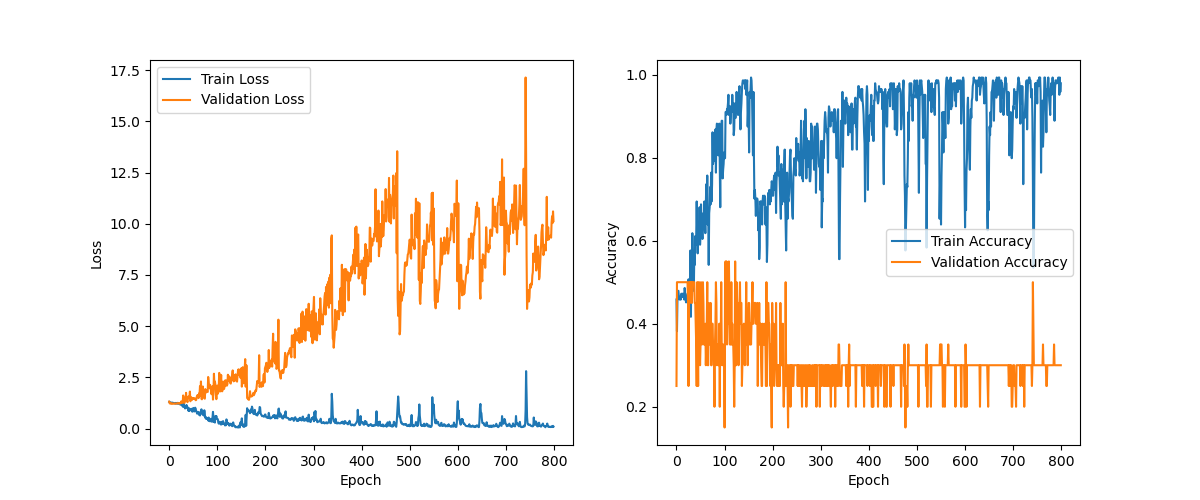 Train Loss
Validation Loss
17.5
15.0
12.5
10.0
7.5
5.0
2.5
0.0
Loss
0 100 200 300 400 500 600 700 800
Epoch
1.0
0.8
0.6
0.4
0.2
Accuracy
Train Accuracy
Validation Accuracy
0 100 200 300 400 500 600 700 800
Epoch